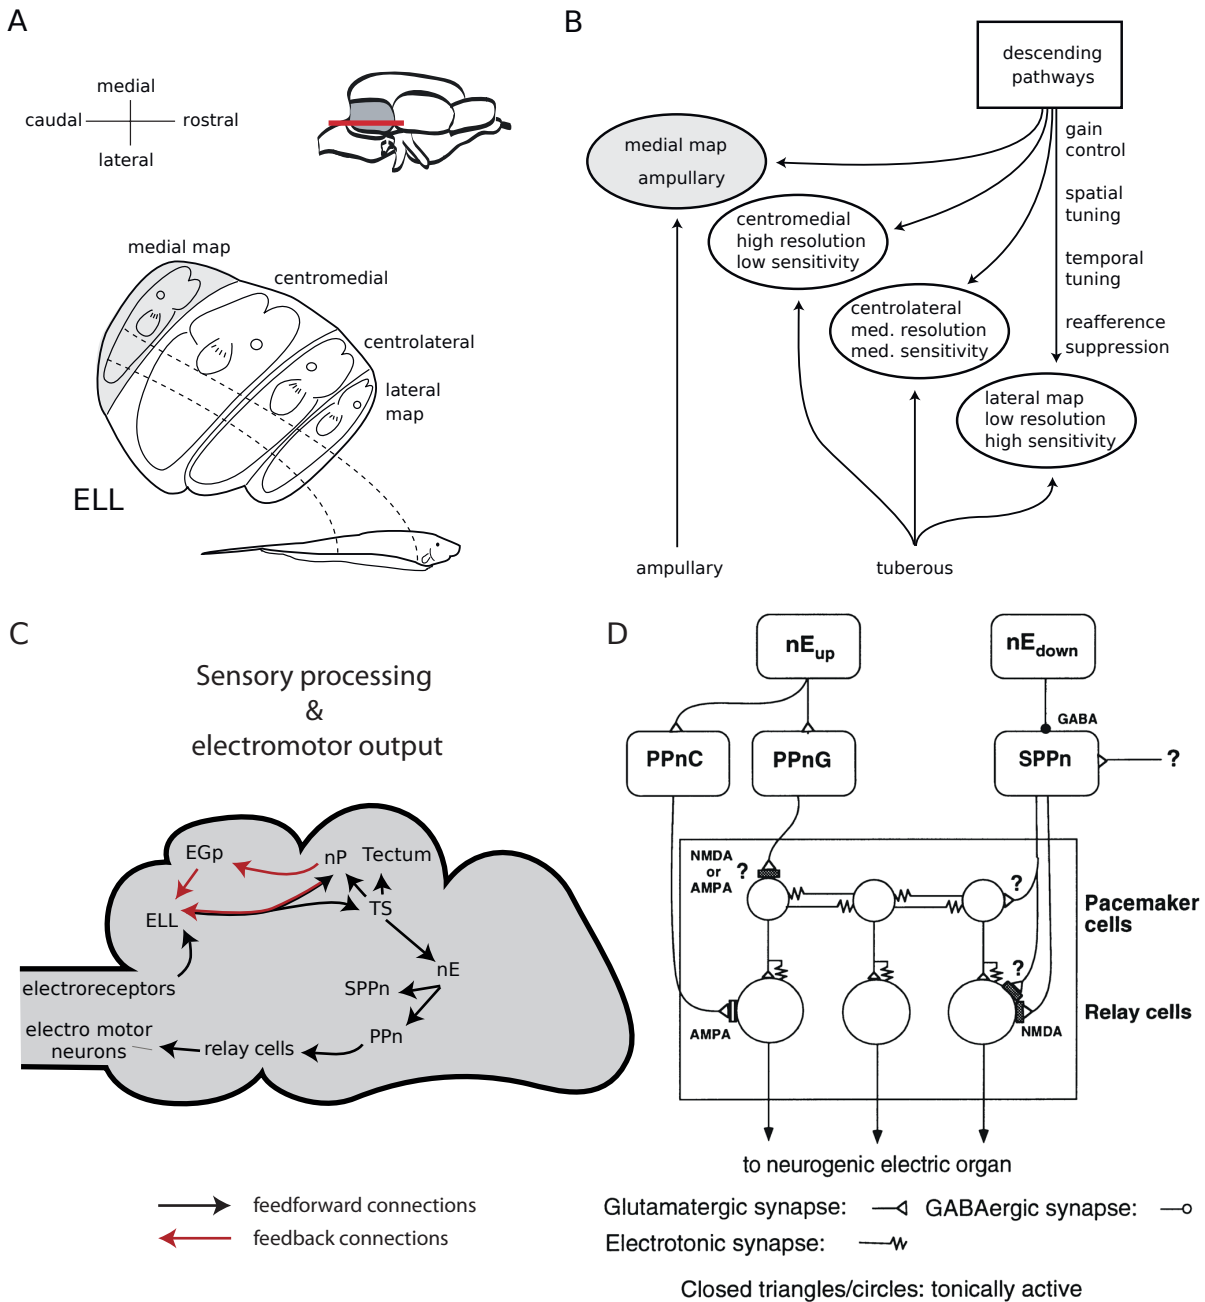 A
medial
caudal
rostral
lateral
medial map
centromedial
centrolateral
lateral
map
ELL
B
descending
pathways
gain
control
spatial
tuning
temporal
tuning
reafference
suppression
medial map
ampullary
centromedial
high resolution
low sensitivity
centrolateral
med. resolution
med. sensitivity
lateral map
low resolution
high sensitivity
ampullary
tuberous
C
Sensory processing
&
electromotor output
EGp
nP
Tectum
ELL
TS
electroreceptors
nE
SPPn
electro motor
neurons
relay cells
PPn
feedforward connections
feedback connections
D
nEup
nEdown
GABA
PPnC
PPnG
SPPn
?
NMDA
or
AMPA
?
?
Pacemaker
cells
?
AMPA
NMDA
Relay cells
to neurogenic electric organ
Glutamatergic synapse:
GABAergic synapse:
Electrotonic synapse:
Closed triangles/circles: tonically active